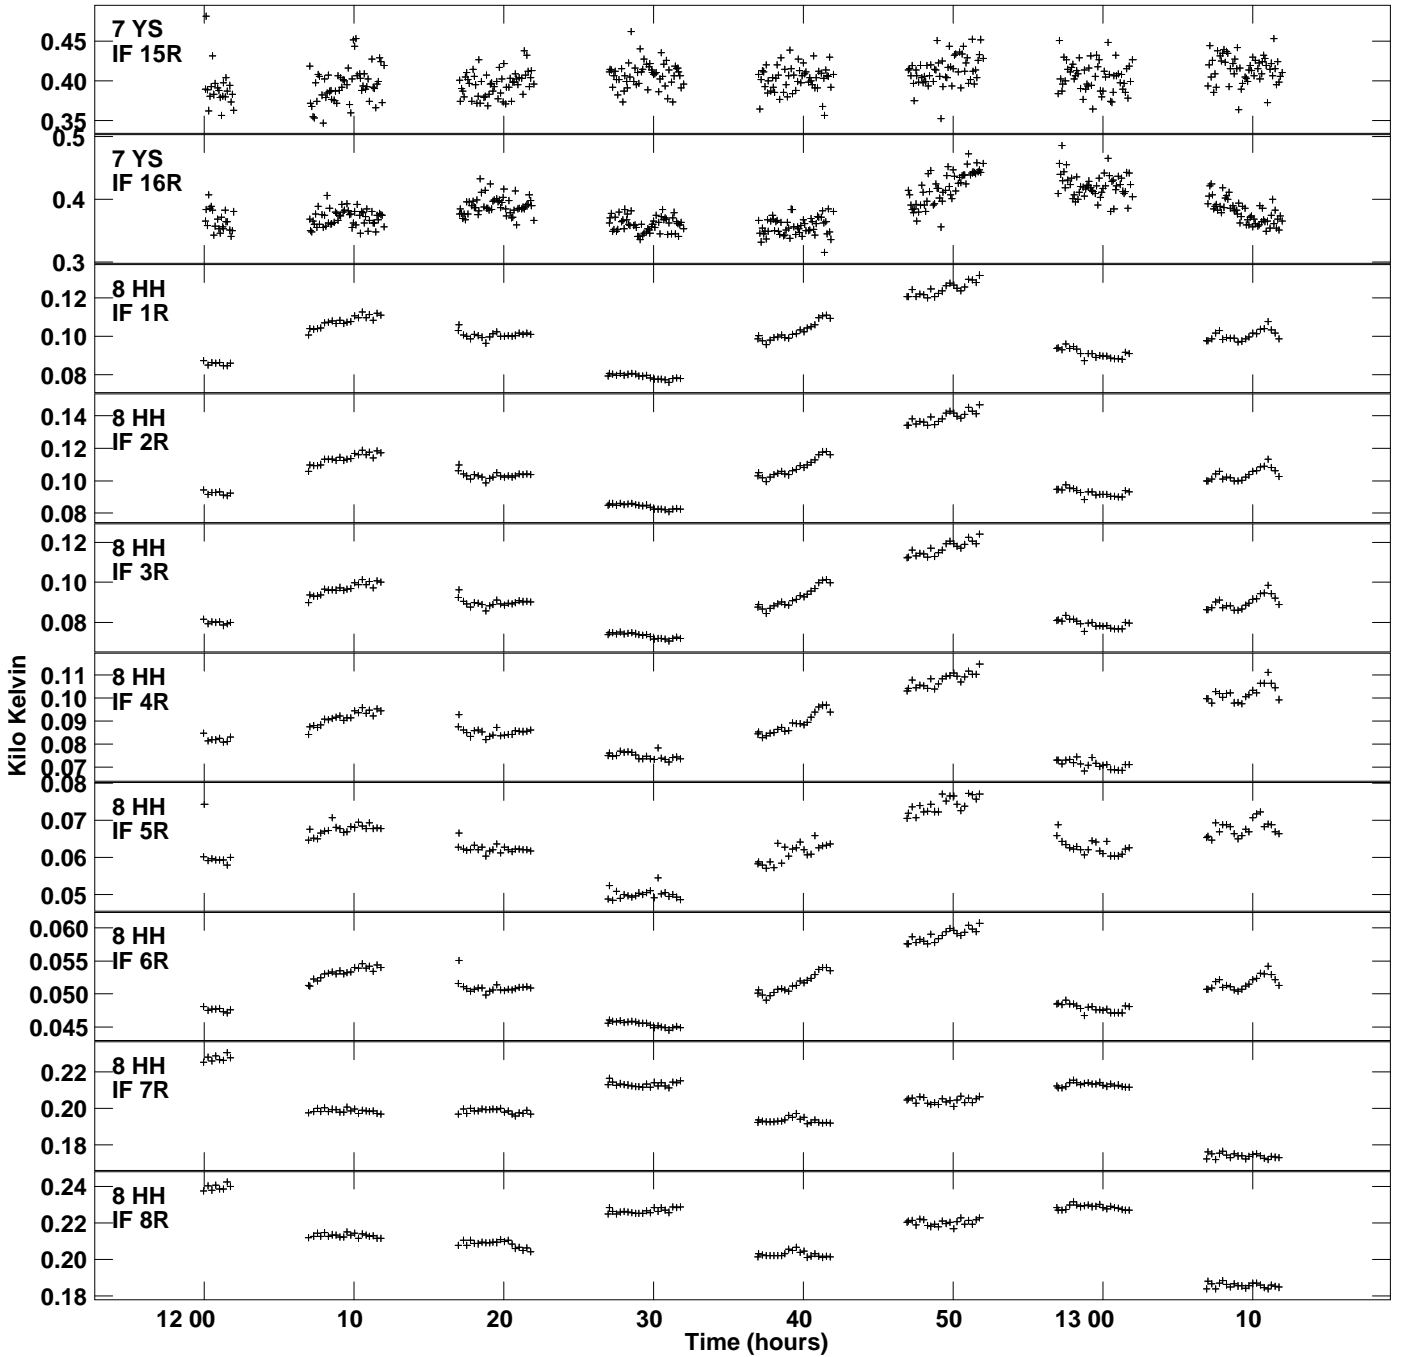 7 YS
IF 15R
0.45
0.40
0.35
7 YS
IF 16R
0.5
0.4
0.3
8 HH
IF 1R
0.12
0.10
0.08
8 HH
IF 2R
0.14
0.12
0.10
0.08
8 HH
IF 3R
0.12
0.10
0.08
8 HH
IF 4R
0.11
0.10
0.09
0.08
0.07
8 HH
IF 5R
0.08
0.07
0.06
0.05
8 HH
IF 6R
0.060
0.055
0.050
0.045
8 HH
IF 7R
0.22
0.20
0.18
8 HH
IF 8R
0.24
0.22
0.20
0.18
Kilo Kelvin
12 00 10 20 30 40 50 13 00 10
Time (hours)